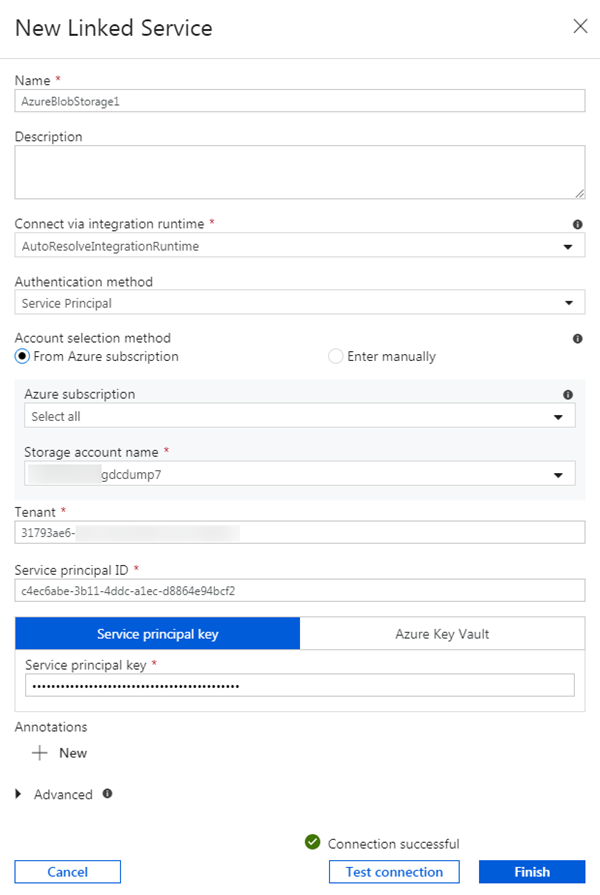 New Linked Service
Name *
AzureBlobStorage1
Description
Connect via integration runtime *
AutoResolveIntegrationRuntime
Authentication method
Service Principal
Account selection method
From Azure subscription Enter manually
Azure subscription
Select all
Storage account name *
gdcdump7
Tenant *
31793ae6-
Service principal ID *
c4ec6abe-3b11-4ddc-a1ec-d8864e94bcf2
Service principal key Azure Key Vault
Service principal key *
••••••••••••••••••••••••••••••••••••••••••••
Annotations
New
Advanced
Connection successful
Cancel Test connection Finish